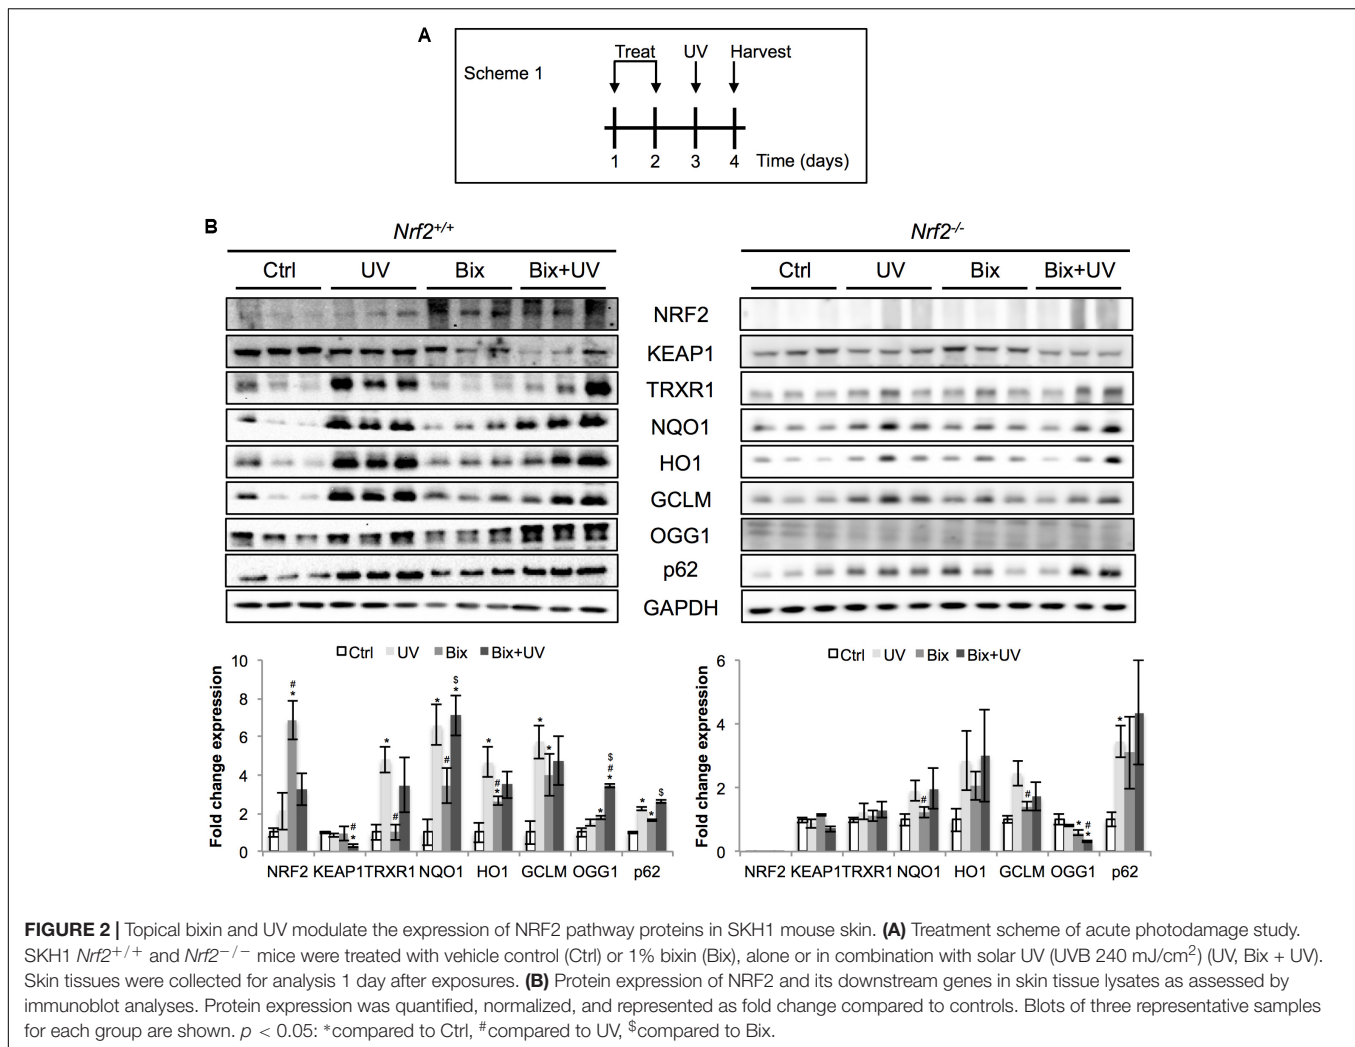 A
Scheme 1
Treat UV Harvest
1 2 3 4 Time (days)
B
Nrf2+/+
Ctrl UV Bix Bix+UV
Nrf2-/-
Ctrl UV Bix Bix+UV
NRF2
KEAP1
TRXR1
NQO1
HO1
GCLM
OGG1
p62
GAPDH
Ctrl UV Bix Bix+UV
Fold change expression
10
8
6
4
2
0
# *
# *
*
#
*
#
$ *
*
# *
*
*
*
$ # *
*
*
$
NRF2 KEAP1 TRXR1 NQO1 HO1 GCLM OGG1 p62
Ctrl UV Bix Bix+UV
Fold change expression
6
4
2
0
#
#
*
# *
*
NRF2 KEAP1 TRXR1 NQO1 HO1 GCLM OGG1 p62
FIGURE 2 | Topical bixin and UV modulate the expression of NRF2 pathway proteins in SKH1 mouse skin. (A) Treatment scheme of acute photodamage study.
SKH1 Nrf2+/+ and Nrf2−/− mice were treated with vehicle control (Ctrl) or 1% bixin (Bix), alone or in combination with solar UV (UVB 240 mJ/cm2) (UV, Bix + UV).
Skin tissues were collected for analysis 1 day after exposures. (B) Protein expression of NRF2 and its downstream genes in skin tissue lysates as assessed by
immunoblot analyses. Protein expression was quantified, normalized, and represented as fold change compared to controls. Blots of three representative samples
for each group are shown. p < 0.05: *compared to Ctrl, #compared to UV, $compared to Bix.